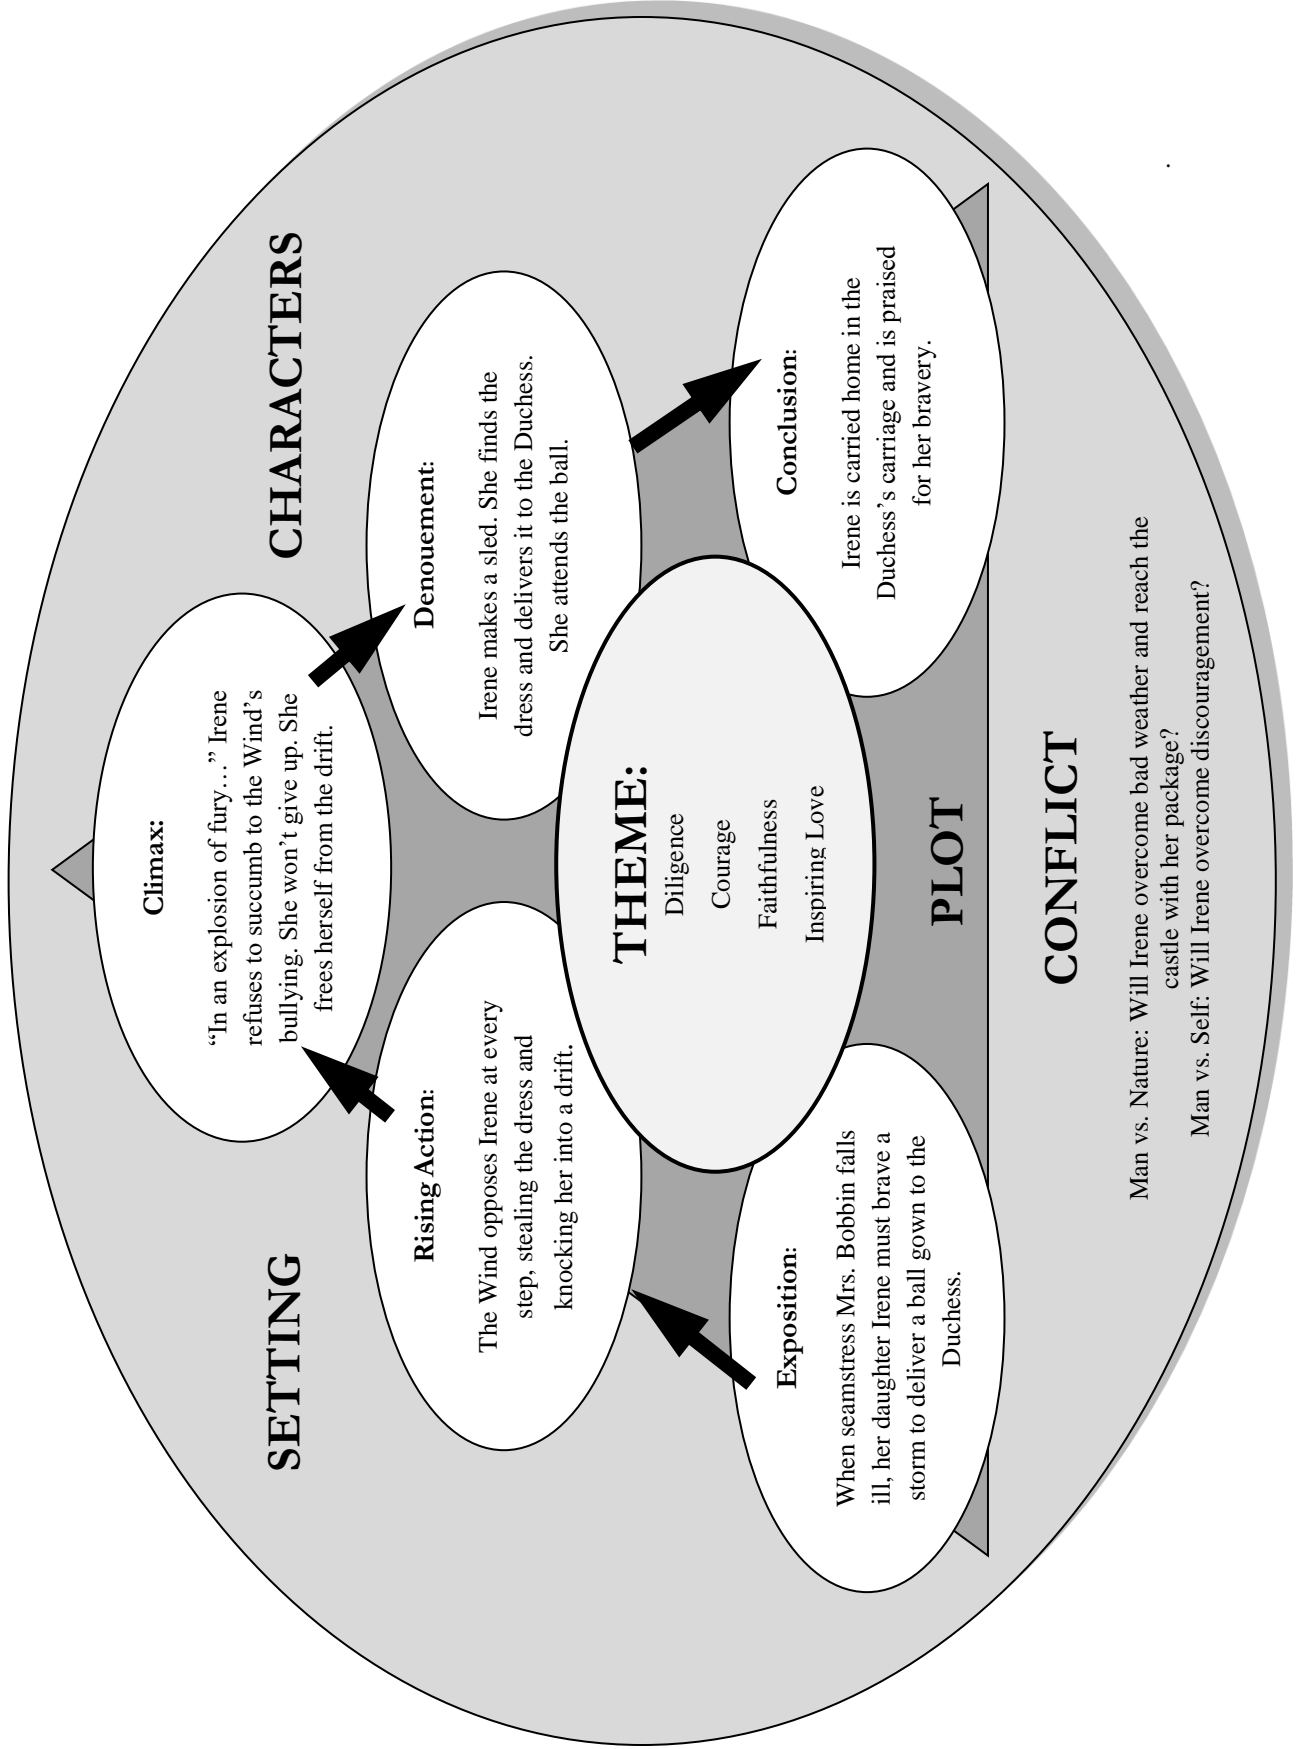 Climax:
“In an explosion of fury…” Irene
refuses to succumb to the Wind’s
bullying. She won’t give up. She
frees herself from the drift.
SETTING
CHARACTERS
Rising Action:
The Wind opposes Irene at every
step, stealing the dress and
knocking her into a drift.
Denouement:
Irene makes a sled. She finds the
dress and delivers it to the Duchess.
She attends the ball.
THEME:
Diligence
Courage
Faithfulness
Inspiring Love
Exposition:
When seamstress Mrs. Bobbin falls
ill, her daughter Irene must brave a
storm to deliver a ball gown to the
Duchess.
Conclusion:
Irene is carried home in the
Duchess’s carriage and is praised
for her bravery.
PLOT
CONFLICT
Man vs. Nature: Will Irene overcome bad weather and reach the
castle with her package?
Man vs. Self: Will Irene overcome discouragement?
.